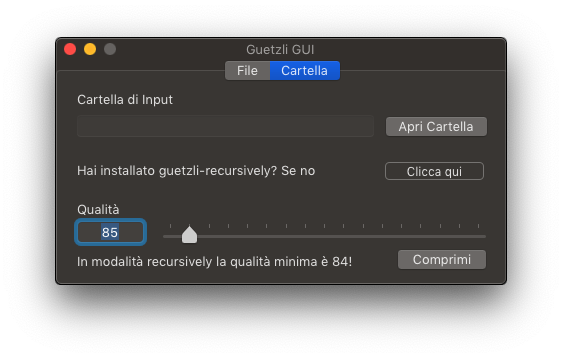 Guetzli GUI
File Cartella
Cartella di Input
Apri Cartella
Hai installato guetzli-recursively? Se no Clicca qui
Qualità
85
In modalità recursively la qualità minima è 84! Comprimi